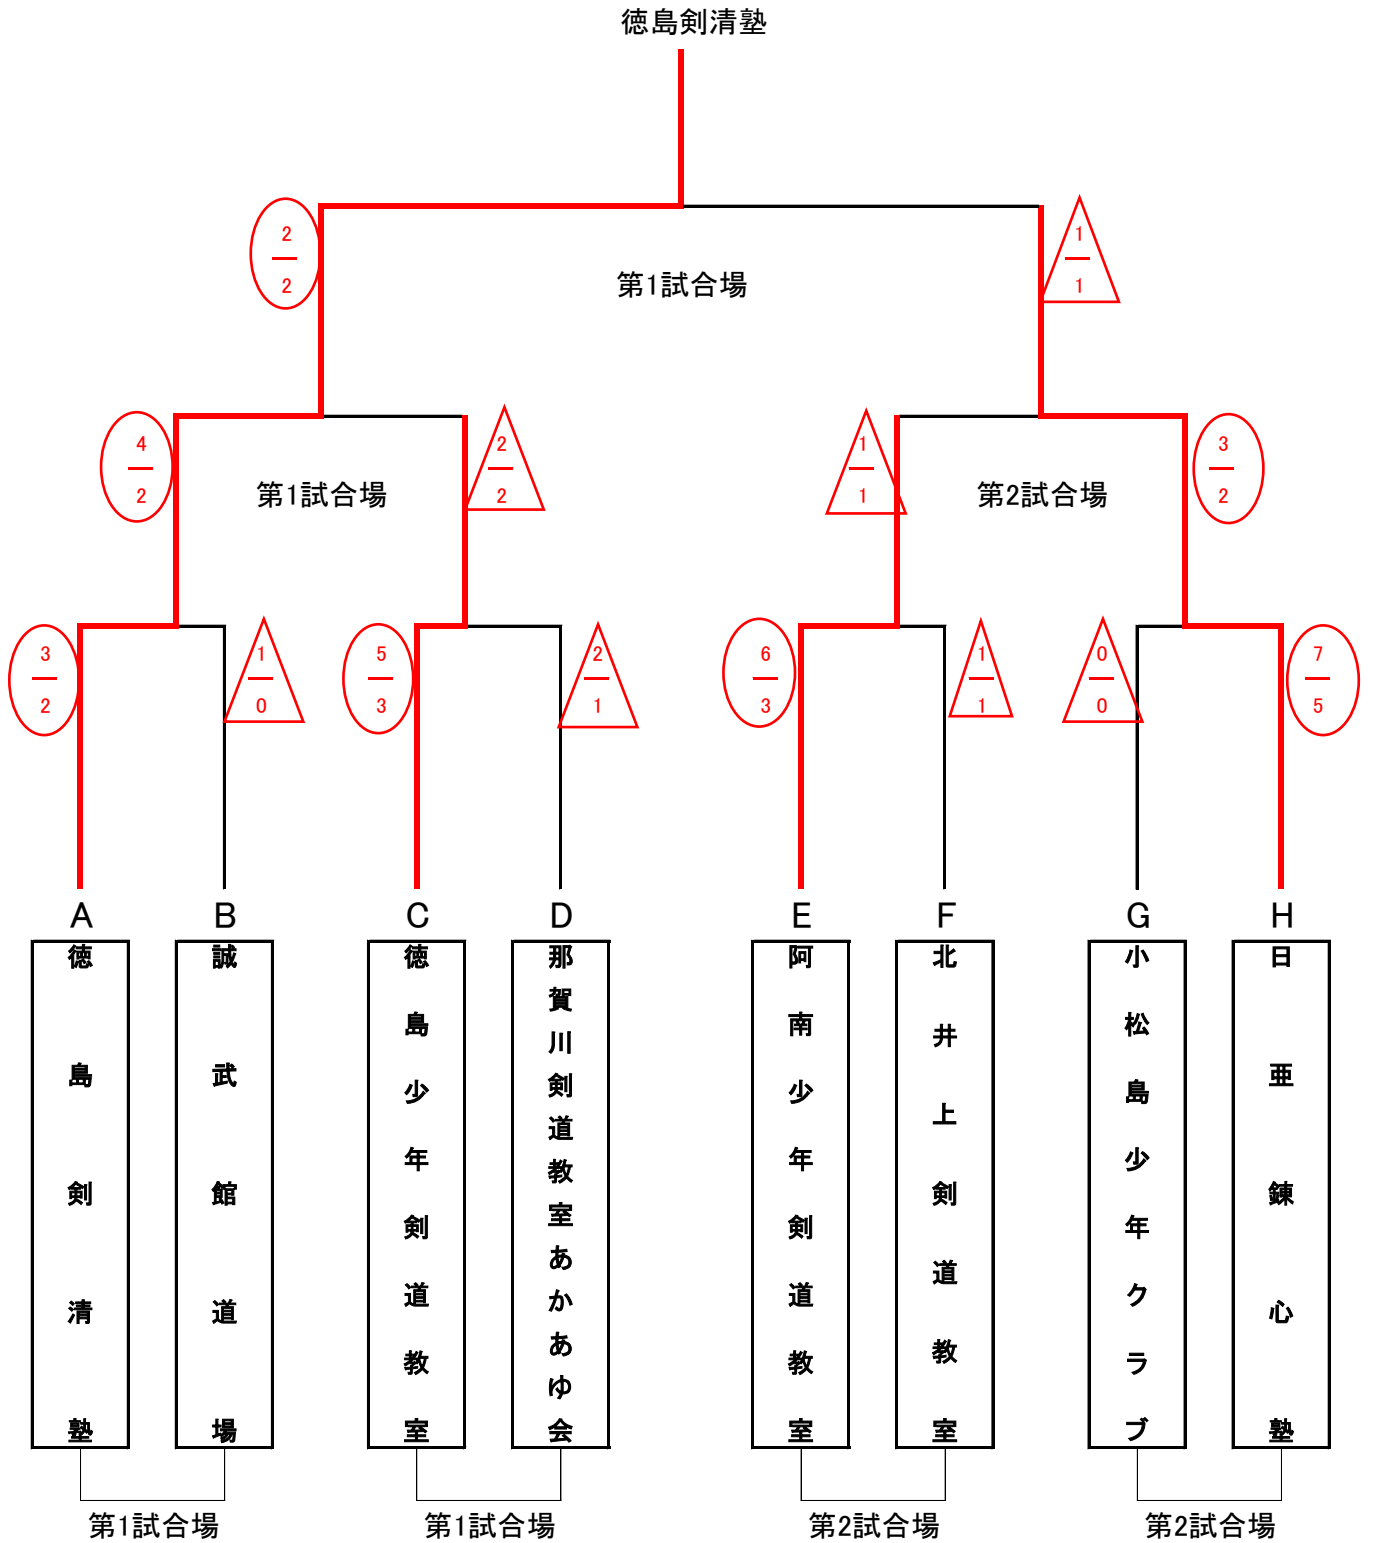 徳島剣清塾
2
2
1
1
第1試合場
4
2
2
2
1
1
3
2
第1試合場
第2試合場
3
2
1
0
5
3
2
1
6
3
1
1
0
0
7
5
A
B
C
D
E
F
G
H
徳島剣清塾
誠武館道場
徳島少年剣道教室
那賀川剣道教室あかあゆ会
阿南少年剣道教室
北井上剣道教室
小松島少年クラブ
日亜錬心塾
第1試合場
第1試合場
第2試合場
第2試合場